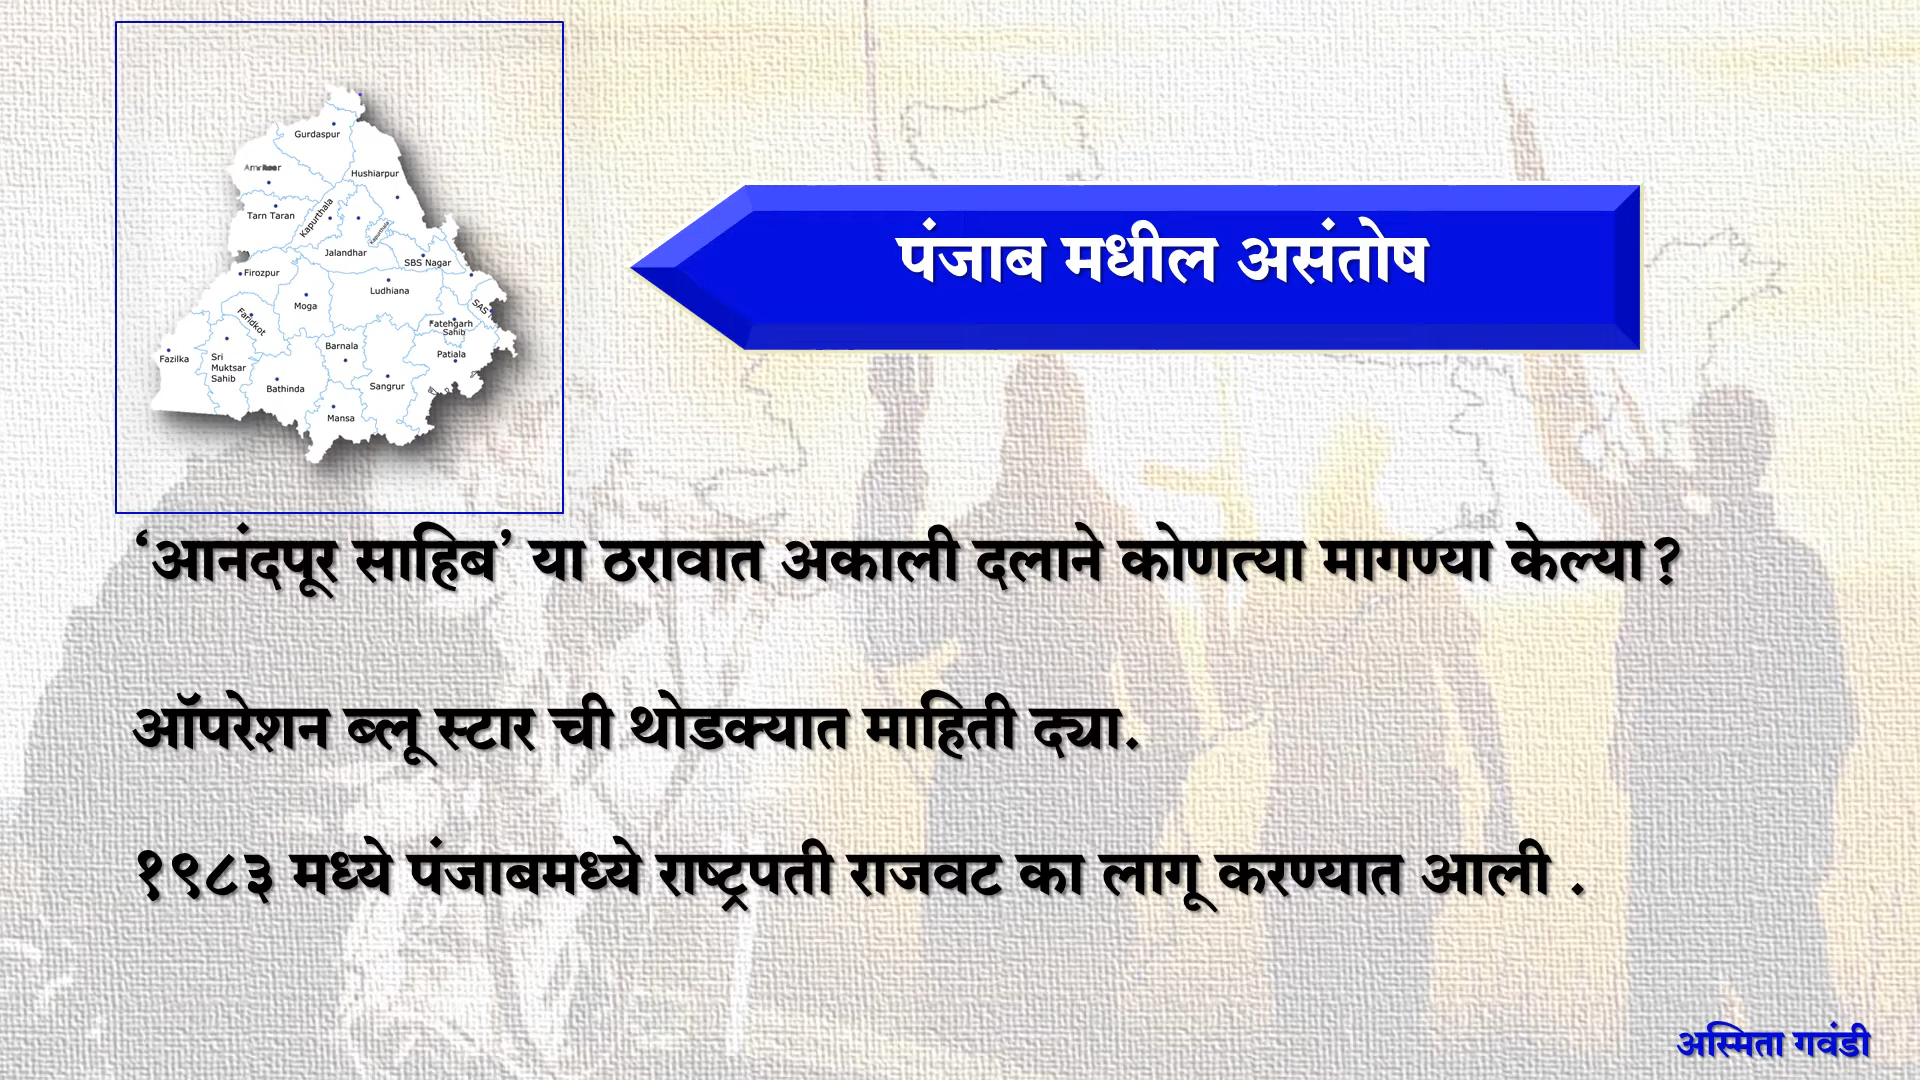 Gurdaspur
Hushiarpur
Tarn Taran
Kapurthala
Jalandhar
Kapurthala
SBS Nagar
Firozpur
Ludhiana
Moga
SAS
Faridkot
Fatehgarh
Sahib
Barnala
Patiala
Fazilka
Sri
Muktsar
Sahib
Bathinda
Sangrur
Mansa
पंजाब मधील असंतोष
‘आनंदपूर साहिब’ या ठरावात अकाली दलाने कोणत्या मागण्या केल्या?
ऑपरेशन ब्लू स्टार ची थोडक्यात माहिती द्या.
१९८३ मध्ये पंजाबमध्ये राष्ट्रपती राजवट का लागू करण्यात आली .
अस्मिता गवंडी